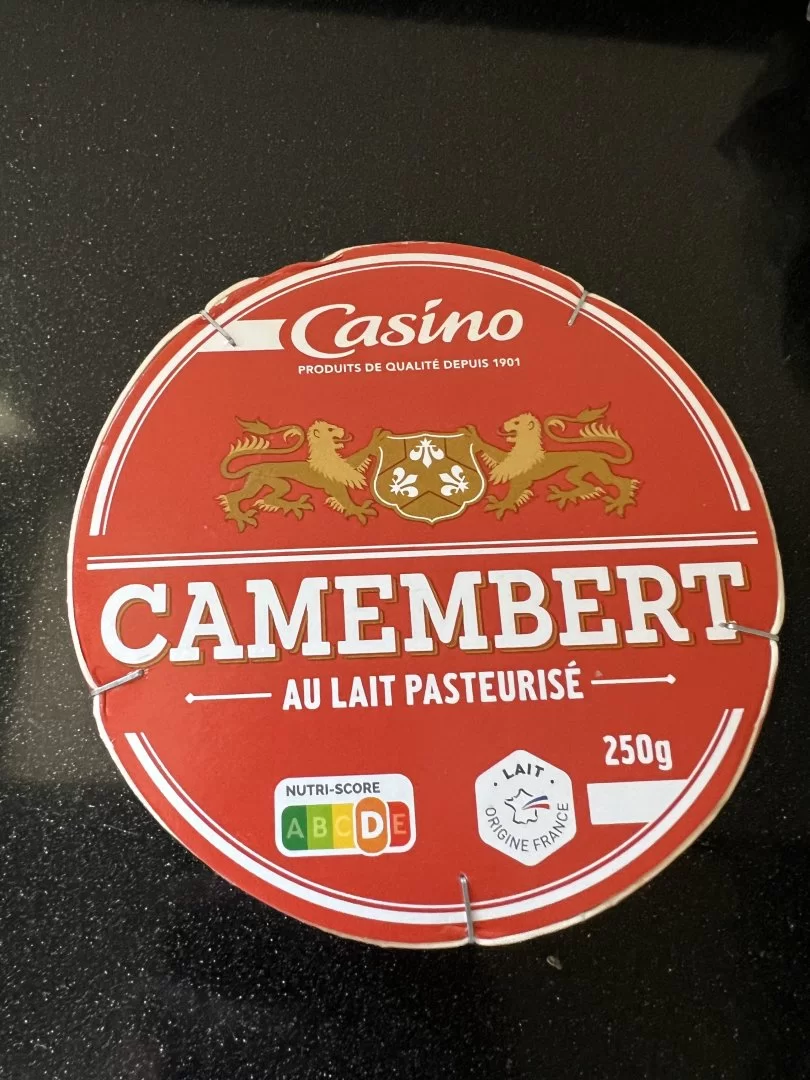 Casino
PRODUITS DE QUALITÉ DEPUIS 1901
CAMEMBERT
AU LAIT PASTEURISÉ
250g
NUTRI-SCORE
A B C D E
• LAIT •
ORIGINE FRANCE